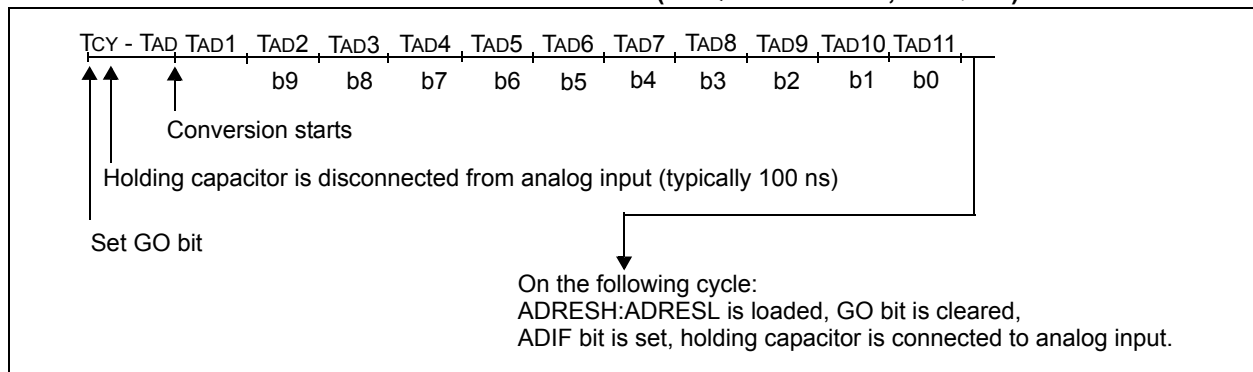 TCY - TAD TAD1 TAD2 TAD3 TAD4 TAD5 TAD6 TAD7 TAD8 TAD9 TAD10 TAD11
b9 b8 b7 b6 b5 b4 b3 b2 b1 b0
Conversion starts
Holding capacitor is disconnected from analog input (typically 100 ns)
Set GO bit
On the following cycle:
ADRESH:ADRESL is loaded, GO bit is cleared,
ADIF bit is set, holding capacitor is connected to analog input.